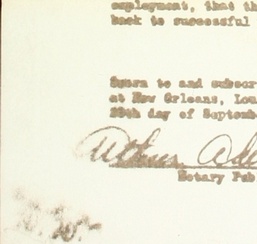 employment, that th
back to successful
Sworn to and subscr
at New Orleans, Lou
28th day of Septemb
Notary Pub